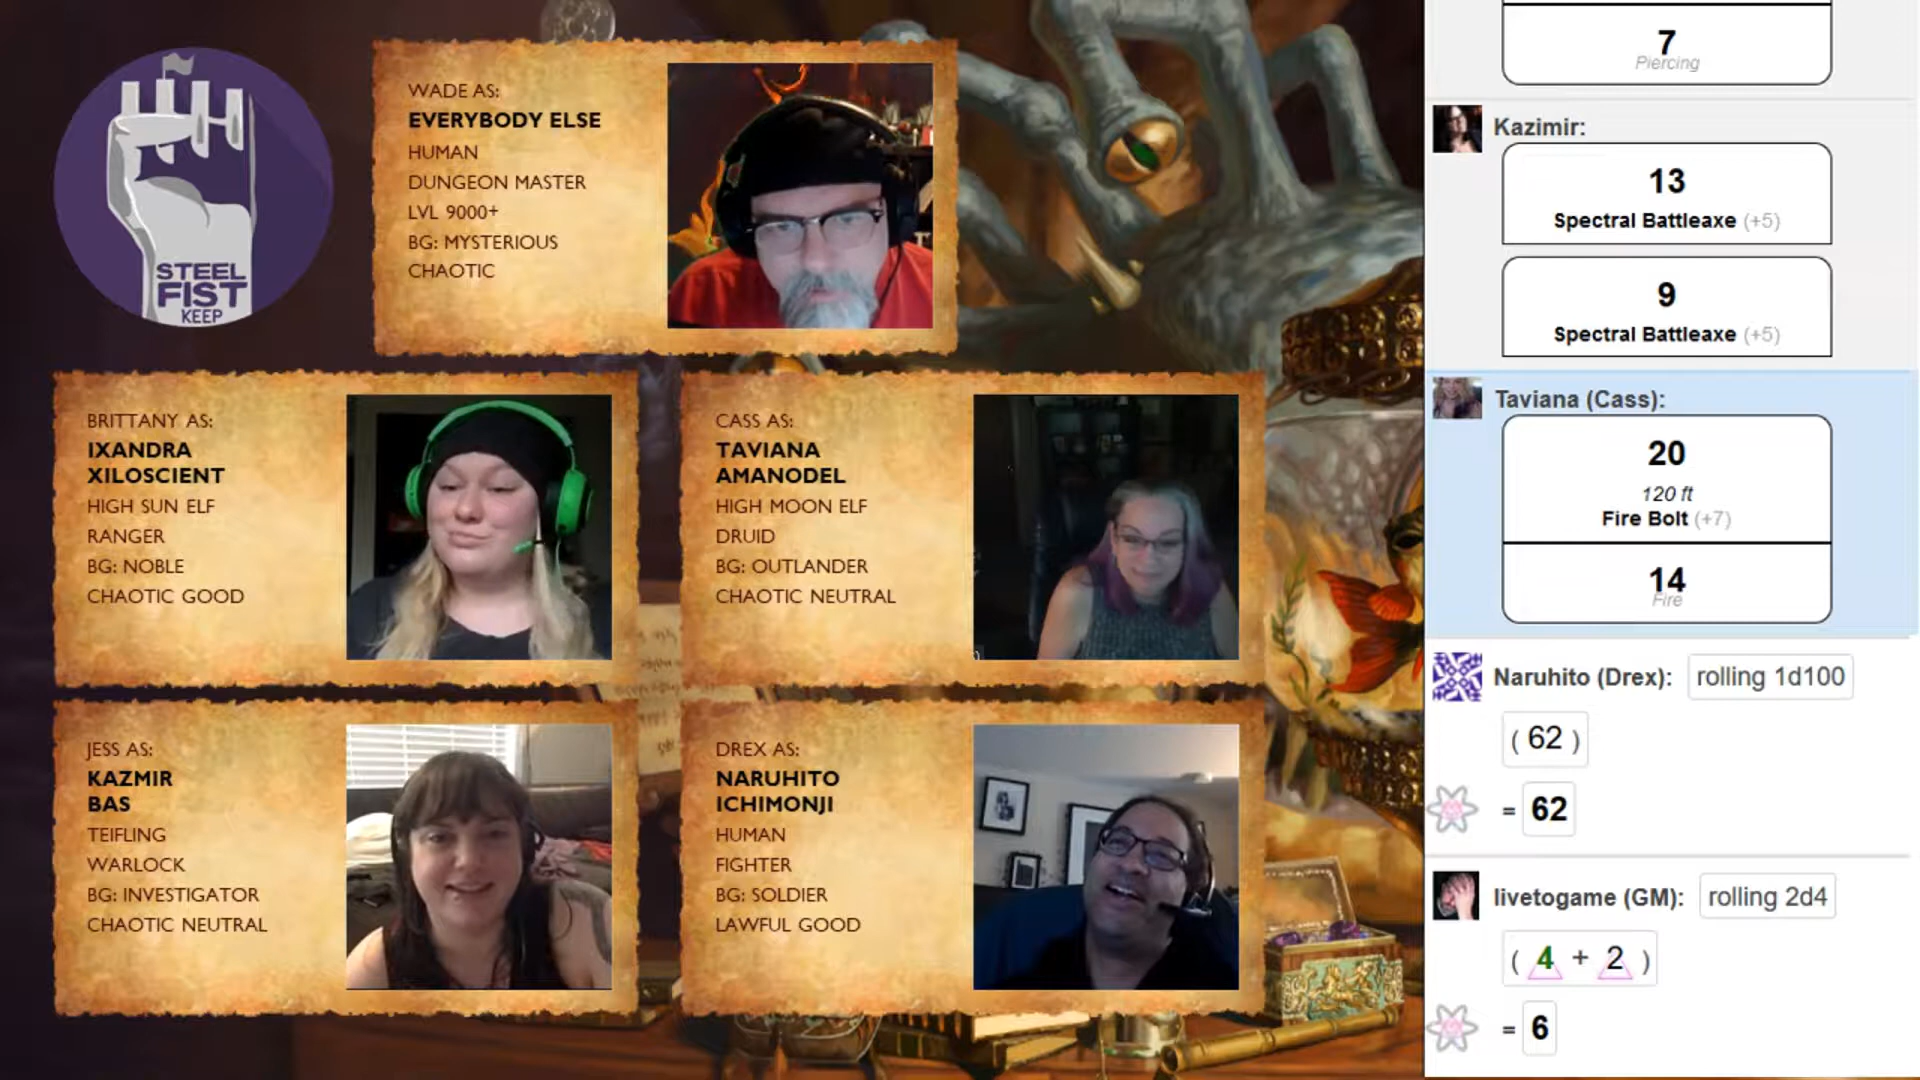 STEEL
FIST
KEEP
WADE AS:
EVERYBODY ELSE
HUMAN
DUNGEON MASTER
LVL 9000+
BG: MYSTERIOUS
CHAOTIC
BRITTANY AS:
IXANDRA
XILOSCIENT
HIGH SUN ELF
RANGER
BG: NOBLE
CHAOTIC GOOD
CASS AS:
TAVIANA
AMANODEL
HIGH MOON ELF
DRUID
BG: OUTLANDER
CHAOTIC NEUTRAL
JESS AS:
KAZMIR
BAS
TEIFLING
WARLOCK
BG: INVESTIGATOR
CHAOTIC NEUTRAL
DREX AS:
NARUHITO
ICHIMONJI
HUMAN
FIGHTER
BG: SOLDIER
LAWFUL GOOD
7
Piercing
Kazimir:
13
Spectral Battleaxe (+5)
9
Spectral Battleaxe (+5)
Taviana (Cass):
20
120 ft
Fire Bolt (+7)
14
Fire
Naruhito (Drex): rolling 1d100
( 62 )
= 62
livetogame (GM): rolling 2d4
( 4 + 2 )
= 6